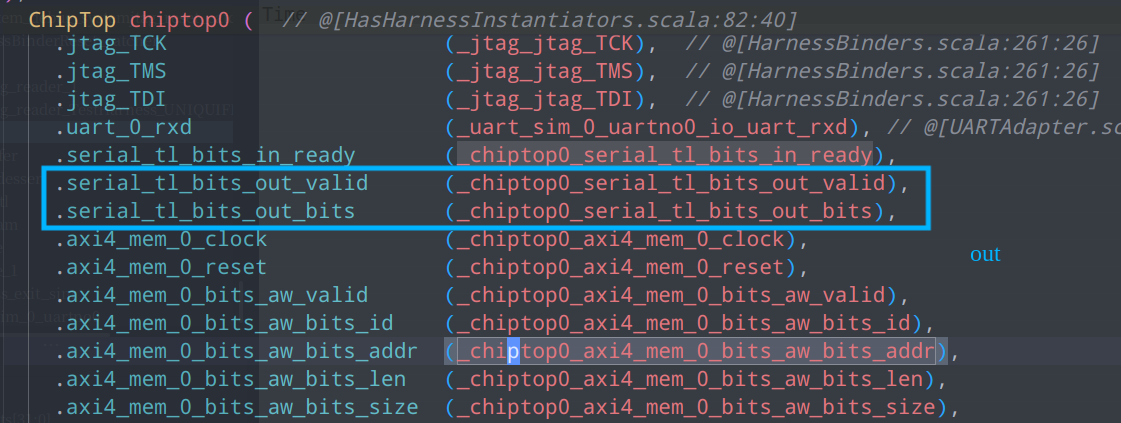 ChipTop chiptop0 ( // @[HasHarnessInstantiators.scala:82:40]
.jtag_TCK (_jtag_jtag_TCK), // @[HarnessBinders.scala:261:26]
.jtag_TMS (_jtag_jtag_TMS), // @[HarnessBinders.scala:261:26]
.jtag_TDI (_jtag_jtag_TDI), // @[HarnessBinders.scala:261:26]
.uart_0_rxd (_uart_sim_0_uartno0_io_uart_rxd), // @[UARTAdapter.sc
.serial_tl_bits_in_ready (_chiptop0_serial_tl_bits_in_ready),
.serial_tl_bits_out_valid (_chiptop0_serial_tl_bits_out_valid),
.serial_tl_bits_out_bits (_chiptop0_serial_tl_bits_out_bits),
.axi4_mem_0_clock (_chiptop0_axi4_mem_0_clock),
out
.axi4_mem_0_reset (_chiptop0_axi4_mem_0_reset),
.axi4_mem_0_bits_aw_valid (_chiptop0_axi4_mem_0_bits_aw_valid),
.axi4_mem_0_bits_aw_bits_id (_chiptop0_axi4_mem_0_bits_aw_bits_id),
.axi4_mem_0_bits_aw_bits_addr (_chiptop0_axi4_mem_0_bits_aw_bits_addr),
.axi4_mem_0_bits_aw_bits_len (_chiptop0_axi4_mem_0_bits_aw_bits_len),
.axi4_mem_0_bits_aw_bits_size (_chiptop0_axi4_mem_0_bits_aw_bits_size),